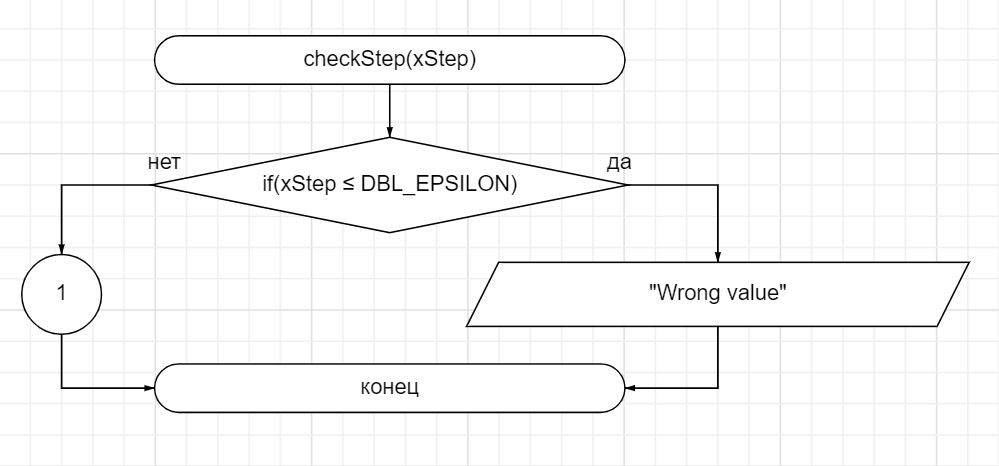 checkStep(xStep)
нет
да
if(xStep ≤ DBL_EPSILON)
1
"Wrong value"
конец